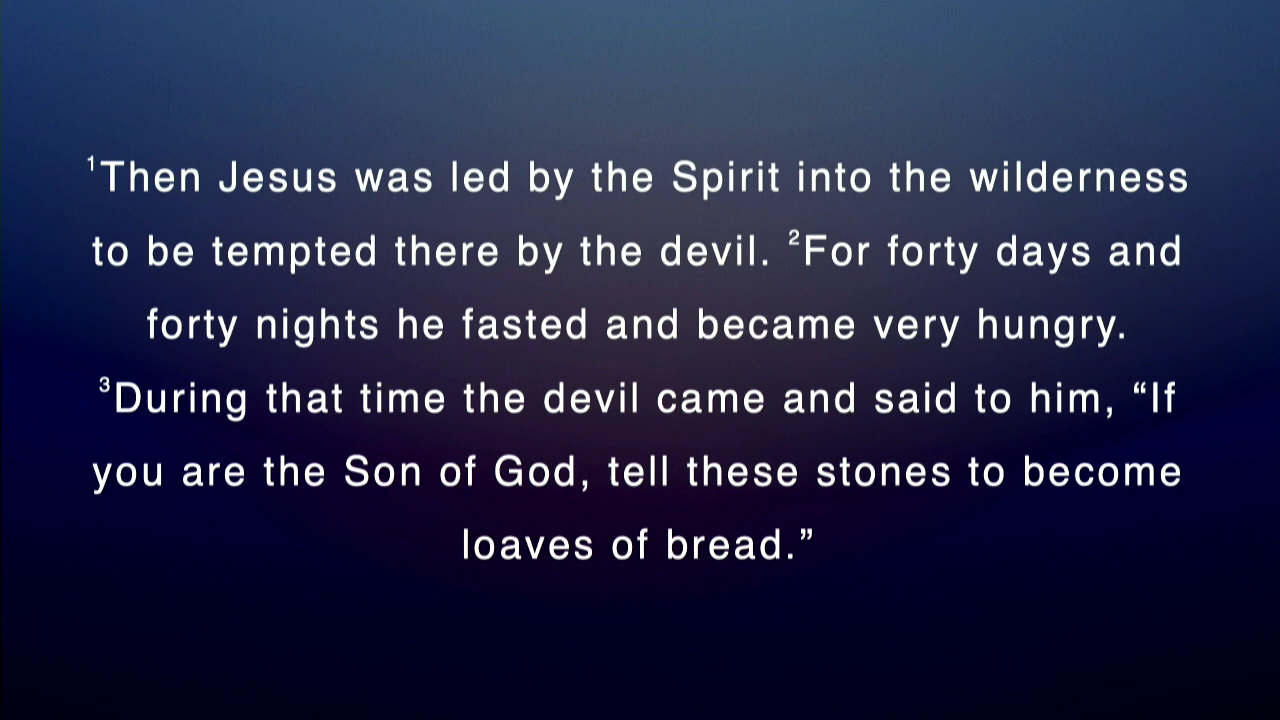 ¹Then Jesus was led by the Spirit into the wilderness
to be tempted there by the devil. ²For forty days and
forty nights he fasted and became very hungry.
³During that time the devil came and said to him, “If
you are the Son of God, tell these stones to become
loaves of bread.”